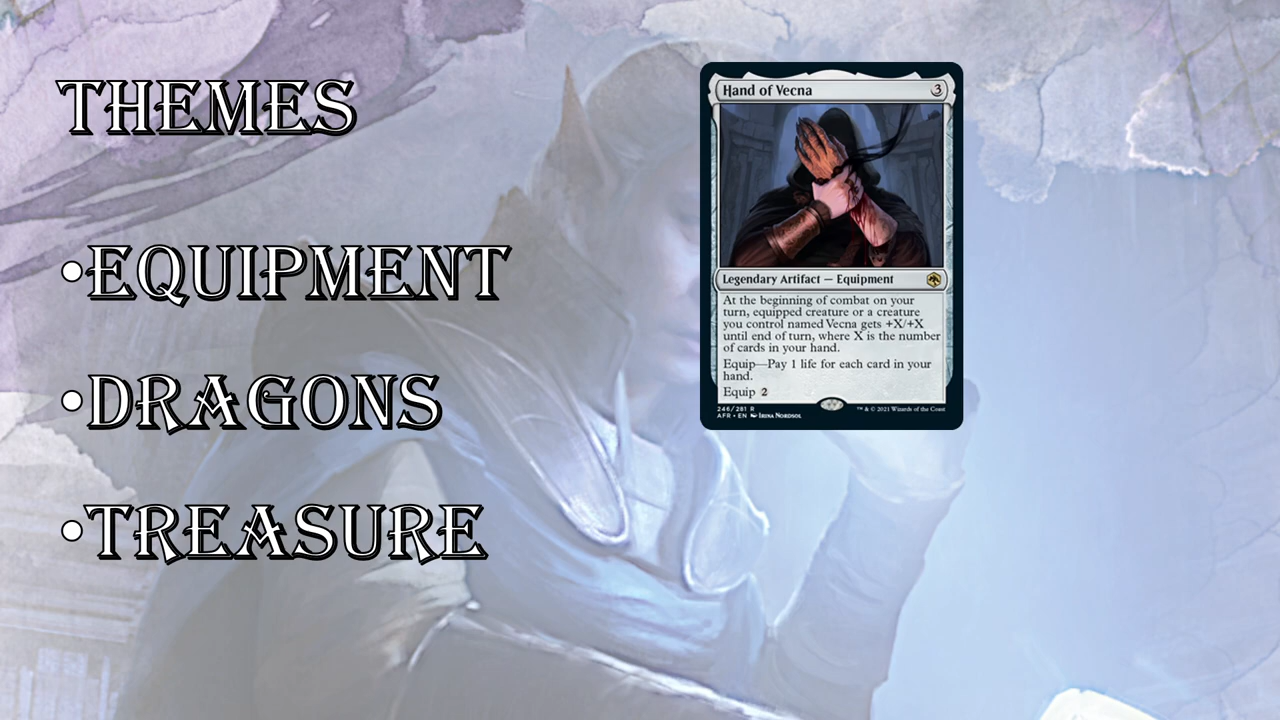 THEMES
•EQUIPMENT
•DRAGONS
•TREASURE
Hand of Vecna 3
Legendary Artifact — Equipment
At the beginning of combat on your
turn, equipped creature or a creature
you control named Vecna gets +X/+X
until end of turn, where X is the number
of cards in your hand.
Equip—Pay 1 life for each card in your
hand.
Equip 2
246/281 R
AFR • EN Irina Nordsol
™ & © 2021 Wizards of the Coast